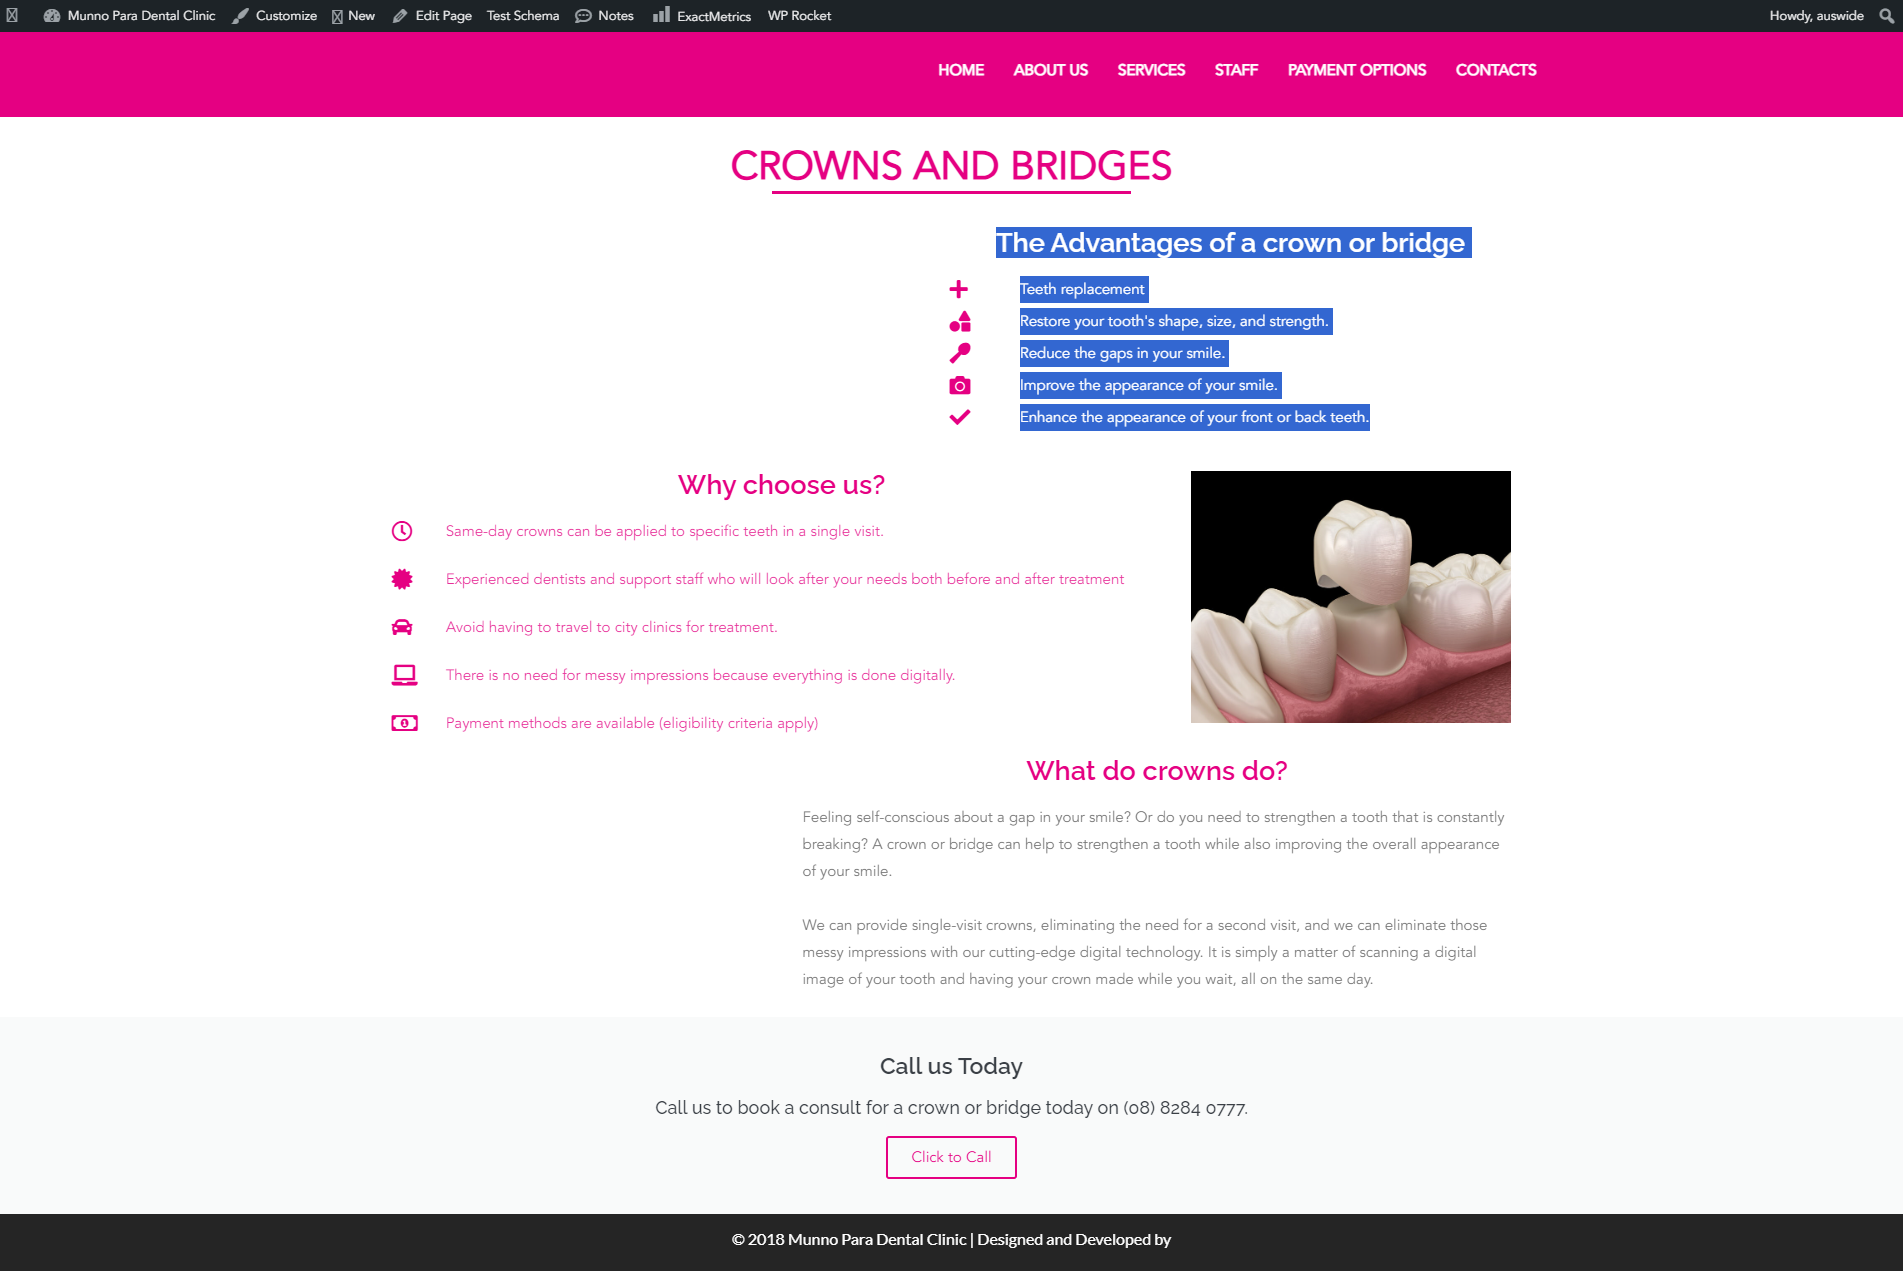 Munno Para Dental Clinic Customize New Edit Page Test Schema Notes ExactMetrics WP Rocket Howdy, auswide
HOME ABOUT US SERVICES STAFF PAYMENT OPTIONS CONTACTS
CROWNS AND BRIDGES
The Advantages of a crown or bridge
Teeth replacement
Restore your tooth's shape, size, and strength.
Reduce the gaps in your smile.
Improve the appearance of your smile.
Enhance the appearance of your front or back teeth.
Why choose us?
Same-day crowns can be applied to specific teeth in a single visit.
Experienced dentists and support staff who will look after your needs both before and after treatment
Avoid having to travel to city clinics for treatment.
There is no need for messy impressions because everything is done digitally.
Payment methods are available (eligibility criteria apply)
What do crowns do?
Feeling self-conscious about a gap in your smile? Or do you need to strengthen a tooth that is constantly
breaking? A crown or bridge can help to strengthen a tooth while also improving the overall appearance
of your smile.
We can provide single-visit crowns, eliminating the need for a second visit, and we can eliminate those
messy impressions with our cutting-edge digital technology. It is simply a matter of scanning a digital
image of your tooth and having your crown made while you wait, all on the same day.
Call us Today
Call us to book a consult for a crown or bridge today on (08) 8284 0777.
Click to Call
© 2018 Munno Para Dental Clinic | Designed and Developed by